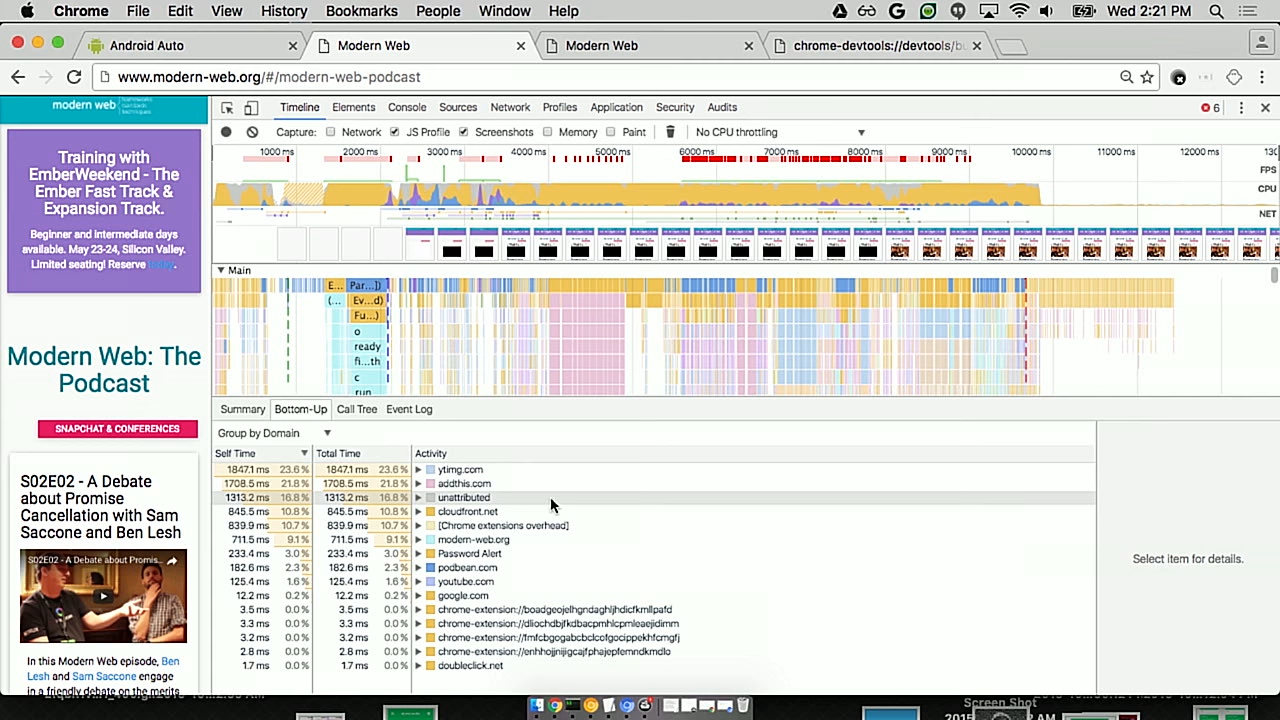 Chrome File Edit View History Bookmarks People Window Help Wed 2:21 PM
Android Auto Modern Web Modern Web chrome-devtools://devtools/bu
www.modern-web.org/#/modern-web-podcast
modern web
Timeline Elements Console Sources Network Profiles Application Security Audits 6
Capture: Network JS Profile Screenshots Memory Paint No CPU throttling
1000 ms 2000 ms 3000 ms 4000 ms 5000 ms 6000 ms 7000 ms 8000 ms 9000 ms 10000 ms 11000 ms 12000 ms
FPS
CPU
NET
Training with
EmberWeekend - The
Ember Fast Track &
Expansion Track.
Beginner and intermediate days
available. May 23-24, Silicon Valley.
Limited seating! Reserve
Modern Web: The
Podcast
SNAPCHAT & CONFERENCES
S02E02 - A Debate
about Promise
Cancellation with Sam
Saccone and Ben Lesh
S02E02 - A Debate about Promis...
In this Modern Web episode, Ben
Lesh and Sam Saccone engage
in a friendly debate on the merits
Main
E... Par...])
(... Ev...d)
Fu...)
o
ready
fi...th
c
run
Summary Bottom-Up Call Tree Event Log
Group by Domain
Self Time Total Time Activity
1847.1 ms 23.6 % 1847.1 ms 23.6 % ytimg.com
1708.5 ms 21.8 % 1708.5 ms 21.8 % addthis.com
1313.2 ms 16.8 % 1313.2 ms 16.8 % unattributed
845.5 ms 10.8 % 845.5 ms 10.8 % cloudfront.net
839.9 ms 10.7 % 839.9 ms 10.7 % [Chrome extensions overhead]
711.5 ms 9.1 % 711.5 ms 9.1 % modern-web.org
233.4 ms 3.0 % 233.4 ms 3.0 % Password Alert
182.6 ms 2.3 % 182.6 ms 2.3 % podbean.com
125.4 ms 1.6 % 125.4 ms 1.6 % youtube.com
12.2 ms 0.2 % 12.2 ms 0.2 % google.com
3.5 ms 0.0 % 3.5 ms 0.0 % chrome-extension://boadgeojelhgndaghljhdicfkmllpafd
3.3 ms 0.0 % 3.3 ms 0.0 % chrome-extension://dliochdbjfkdbacpmhlcpmleaejidimm
3.2 ms 0.0 % 3.2 ms 0.0 % chrome-extension://fmfcbgogabcbclcofgocippekhfcmgfj
2.8 ms 0.0 % 2.8 ms 0.0 % chrome-extension://enhhojjnijigcajfphajepfemndkmdlo
1.7 ms 0.0 % 1.7 ms 0.0 % doubleclick.net
Select item for details.
Screen Shot